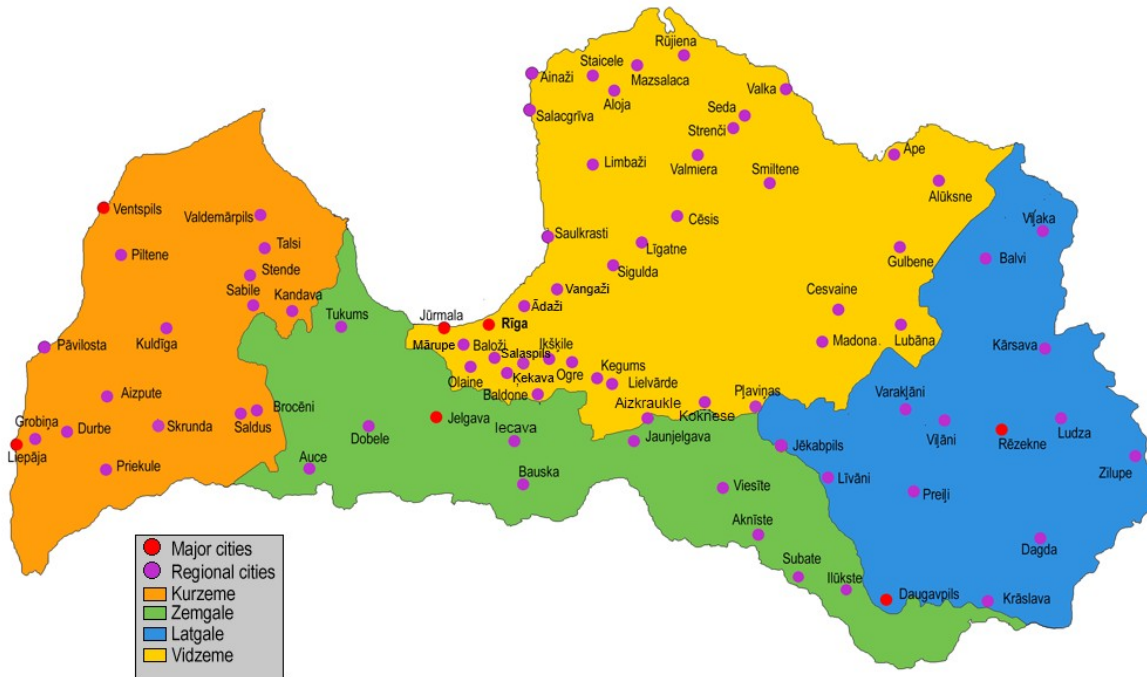 Rūjiena
Staicele
Ainaži
Mazsalaca
Aloja
Valka
Salacgrīva
Seda
Strenči
Limbaži
Valmiera
Smiltene
Ape
Alūksne
Ventspils
Valdemārpils
Cēsis
Viļaka
Saulkrasti
Līgatne
Piltene
Talsi
Gulbene
Balvi
Stende
Sigulda
Vangaži
Sabile
Kandava
Ādaži
Cesvaine
Tukums
Jūrmala
Rīga
Kuldīga
Pāvilosta
Mārupe
Baloži
Ikšķile
Salaspils
Madona
Lubāna
Kārsava
Olaine
Ķekava
Ogre
Kegums
Lielvārde
Aizpute
Baldone
Aizkraukle
Koknese
Pļaviņas
Varakļāni
Grobiņa
Durbe
Skrunda
Saldus
Brocēni
Jelgava
Dobele
Iecava
Jaunjelgava
Jēkabpils
Viļāni
Rēzekne
Ludza
Liepāja
Priekule
Auce
Bauska
Viesīte
Līvāni
Preiļi
Zilupe
Aknīste
Dagda
Subate
Ilūkste
Daugavpils
Krāslava
Major cities
Regional cities
Kurzeme
Zemgale
Latgale
Vidzeme